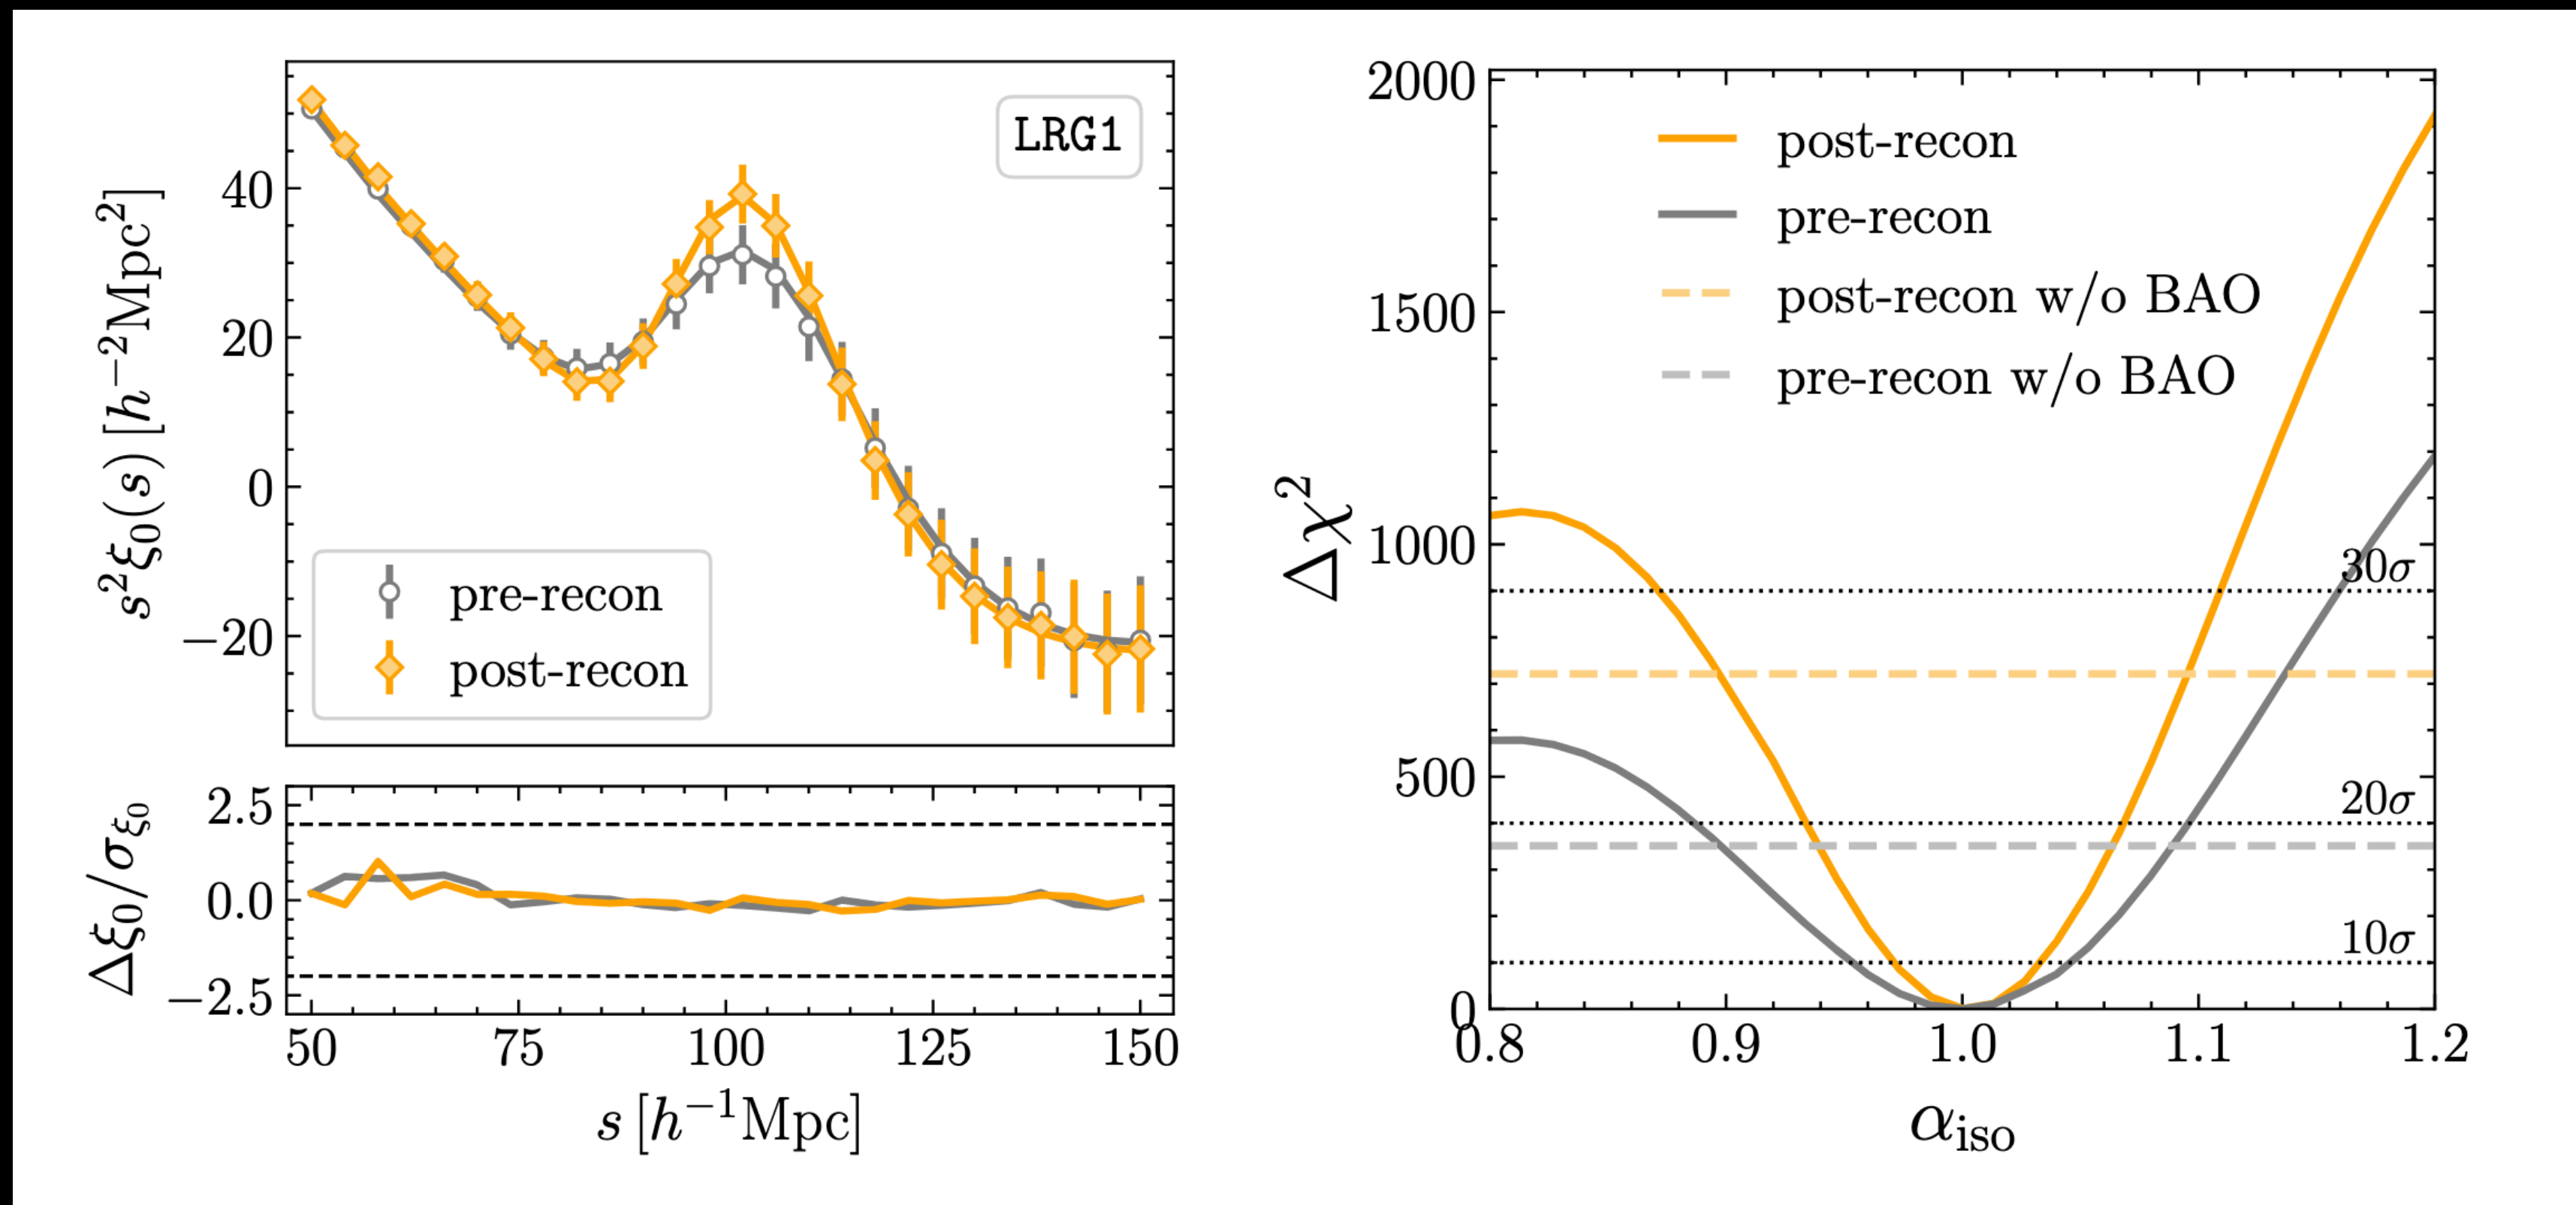 LRG1
s²ξ₀(s) [h⁻²Mpc²]
40
20
0
−20
pre-recon
post-recon
Δξ₀/σ_ξ₀
2.5
0.0
−2.5
50 75 100 125 150
s [h⁻¹Mpc]
Δχ²
2000
1500
1000
500
0
post-recon
pre-recon
post-recon w/o BAO
pre-recon w/o BAO
30σ
20σ
10σ
0.8 0.9 1.0 1.1 1.2
α_iso